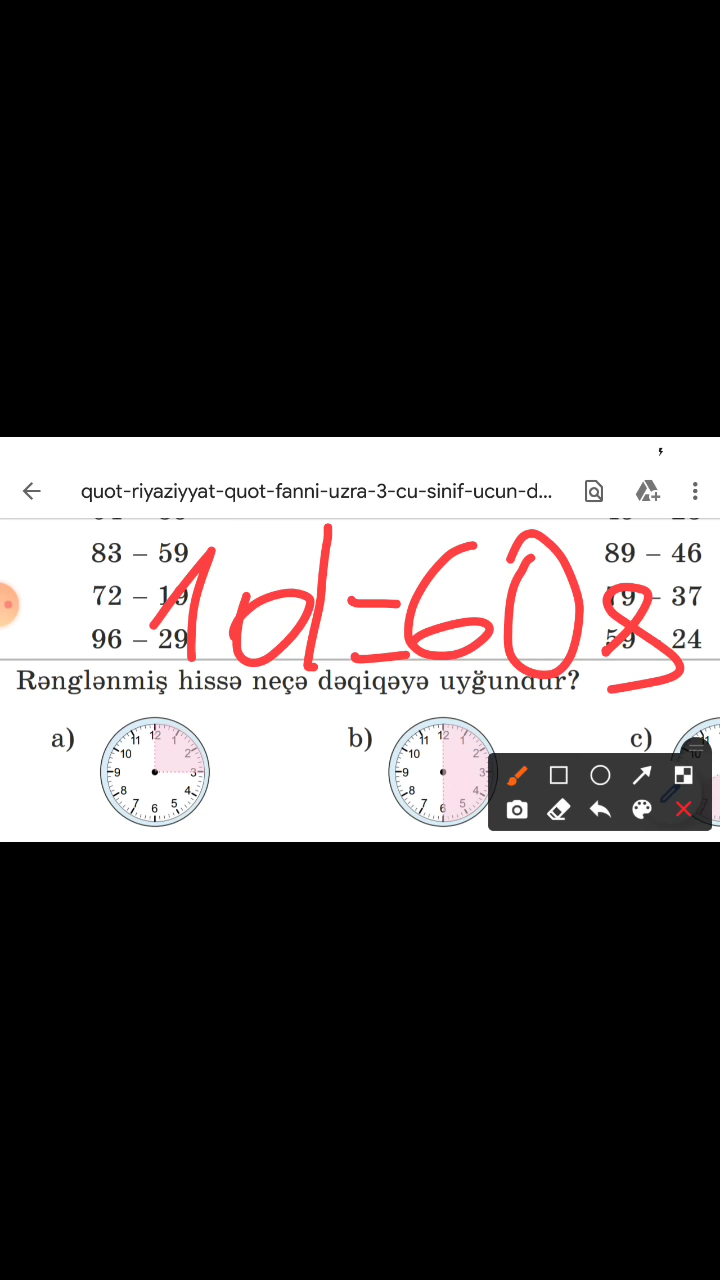 quot-riyaziyyat-quot-fanni-uzra-3-cu-sinif-ucun-d...
83 – 59
89 – 46
72 – 19
79 – 37
96 – 29
59 – 24
1d=60s
Rənglənmiş hissə neçə dəqiqəyə uyğundur?
a)
b)
c)
12 1 2 3 4 5 6 7 8 9 10 11
12 1 2 3 4 5 6 7 8 9 10 11